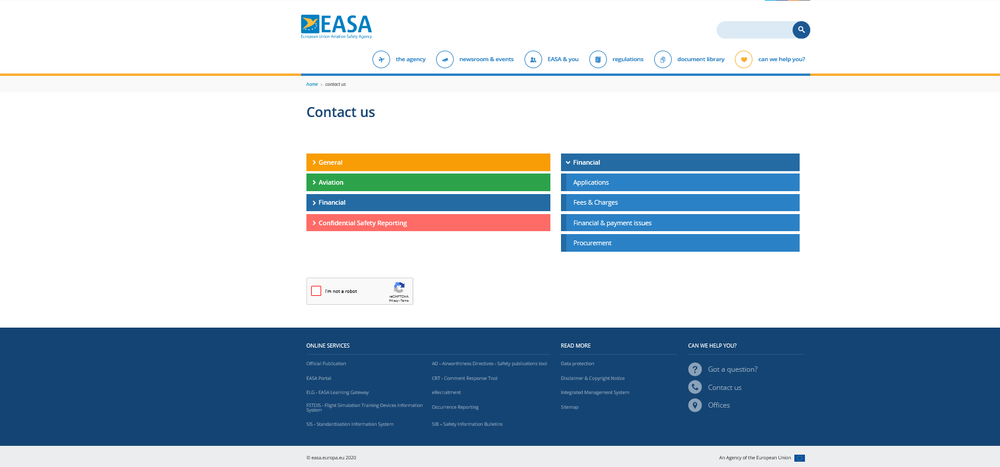 EASA
European Union Aviation Safety Agency
the agency
newsroom & events
EASA & you
regulations
document library
can we help you?
home > contact us
Contact us
General
Aviation
Financial
Confidential Safety Reporting
Financial
Applications
Fees & Charges
Financial & payment issues
Procurement
I'm not a robot
reCAPTCHA
Privacy - Terms
ONLINE SERVICES
Official Publication
EASA Portal
ELG - EASA Learning Gateway
FSTDIS - Flight Simulation Training Devices Information
System
SIS - Standardisation Information System
AD - Airworthiness Directives - Safety publications tool
CRT - Comment Response Tool
eRecruitment
Occurrence Reporting
SIB – Safety Information Bulletins
READ MORE
Data protection
Disclaimer & Copyright Notice
Integrated Management System
Sitemap
CAN WE HELP YOU?
Got a question?
Contact us
Offices
© easa.europa.eu 2020
An Agency of the European Union